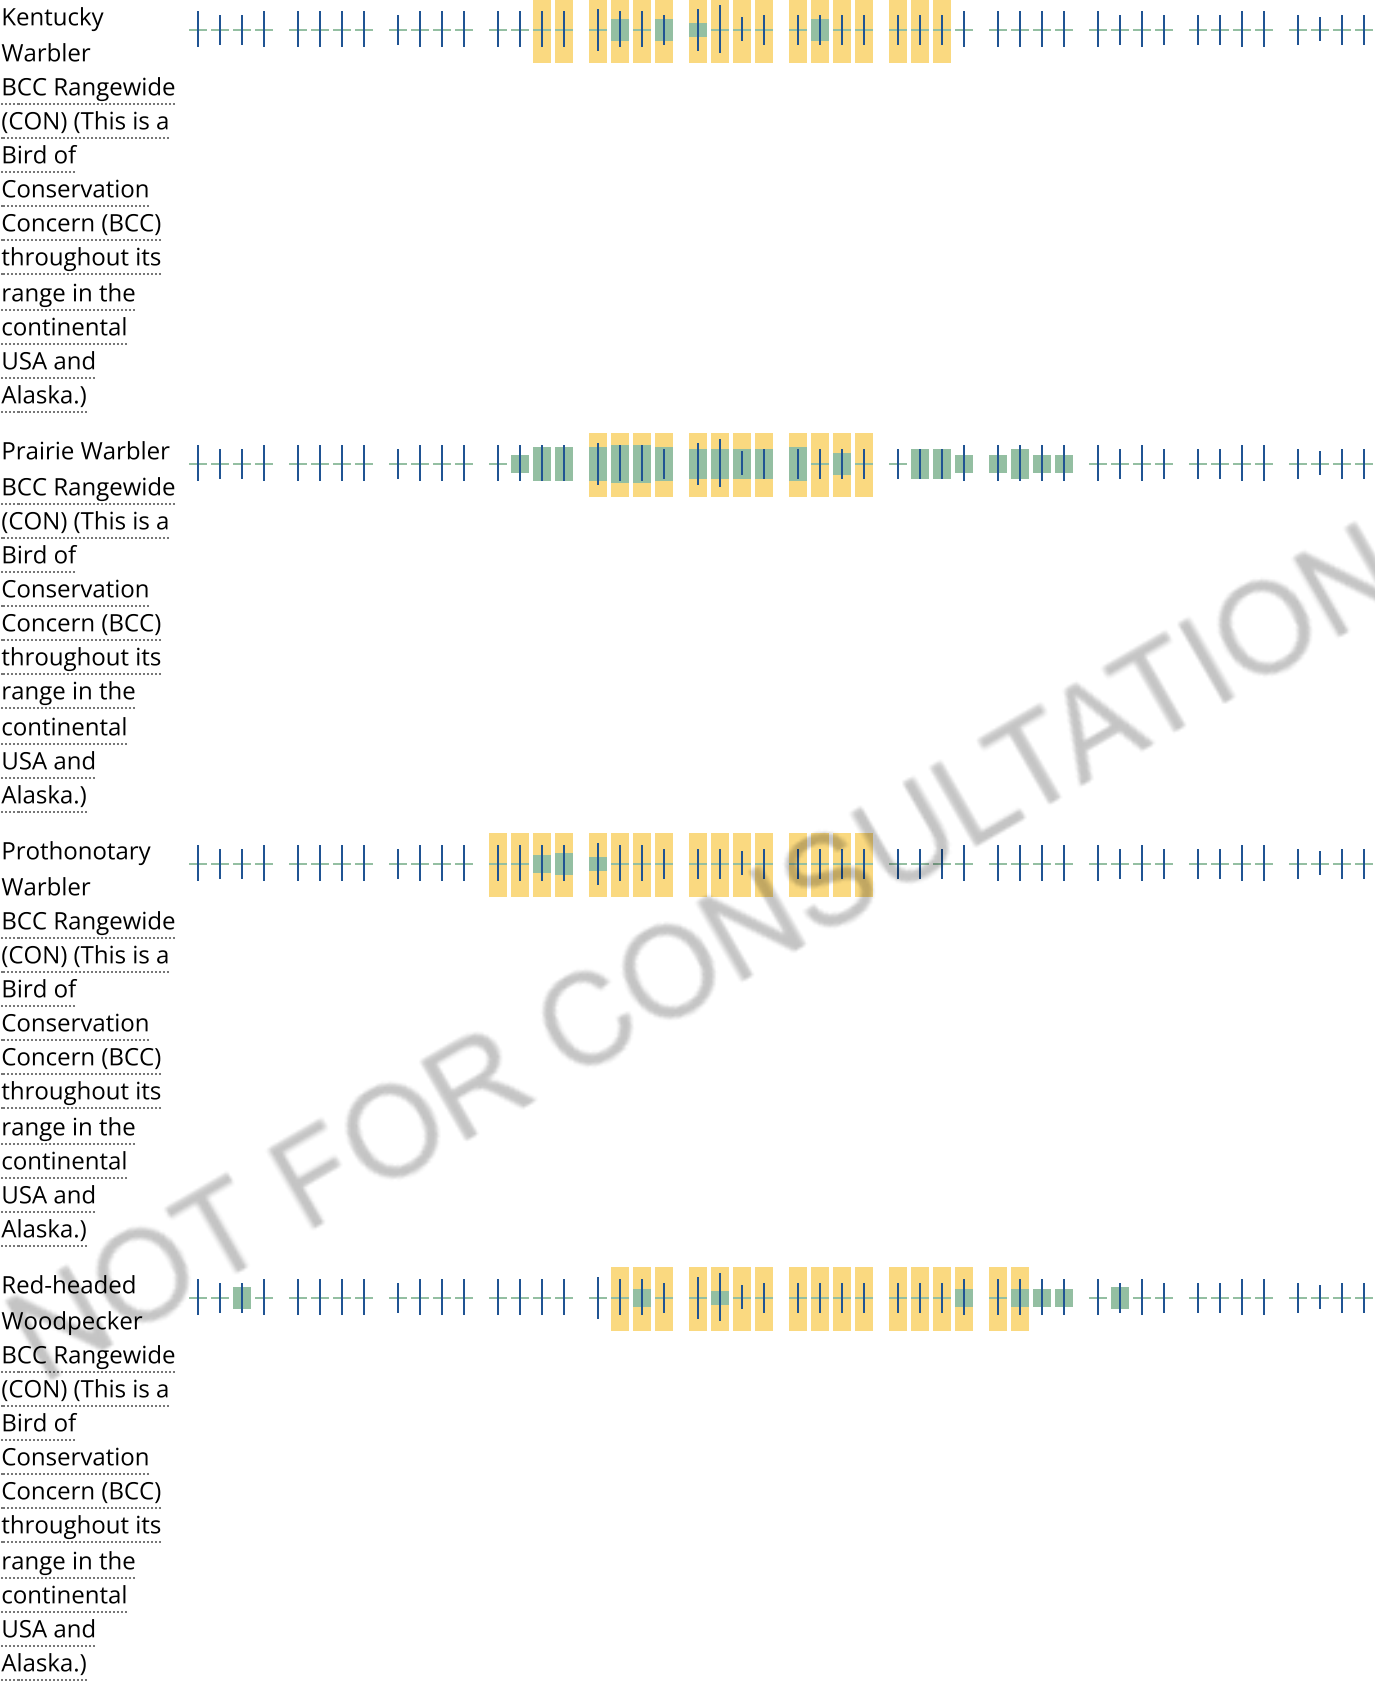 Kentucky
Warbler
BCC Rangewide
(CON) (This is a
Bird of
Conservation
Concern (BCC)
throughout its
range in the
continental
USA and
Alaska.)
Prairie Warbler
BCC Rangewide
(CON) (This is a
Bird of
Conservation
Concern (BCC)
throughout its
range in the
continental
USA and
Alaska.)
Prothonotary
Warbler
BCC Rangewide
(CON) (This is a
Bird of
Conservation
Concern (BCC)
throughout its
range in the
continental
USA and
Alaska.)
Red-headed
Woodpecker
BCC Rangewide
(CON) (This is a
Bird of
Conservation
Concern (BCC)
throughout its
range in the
continental
USA and
Alaska.)
NOT FOR CONSULTATION